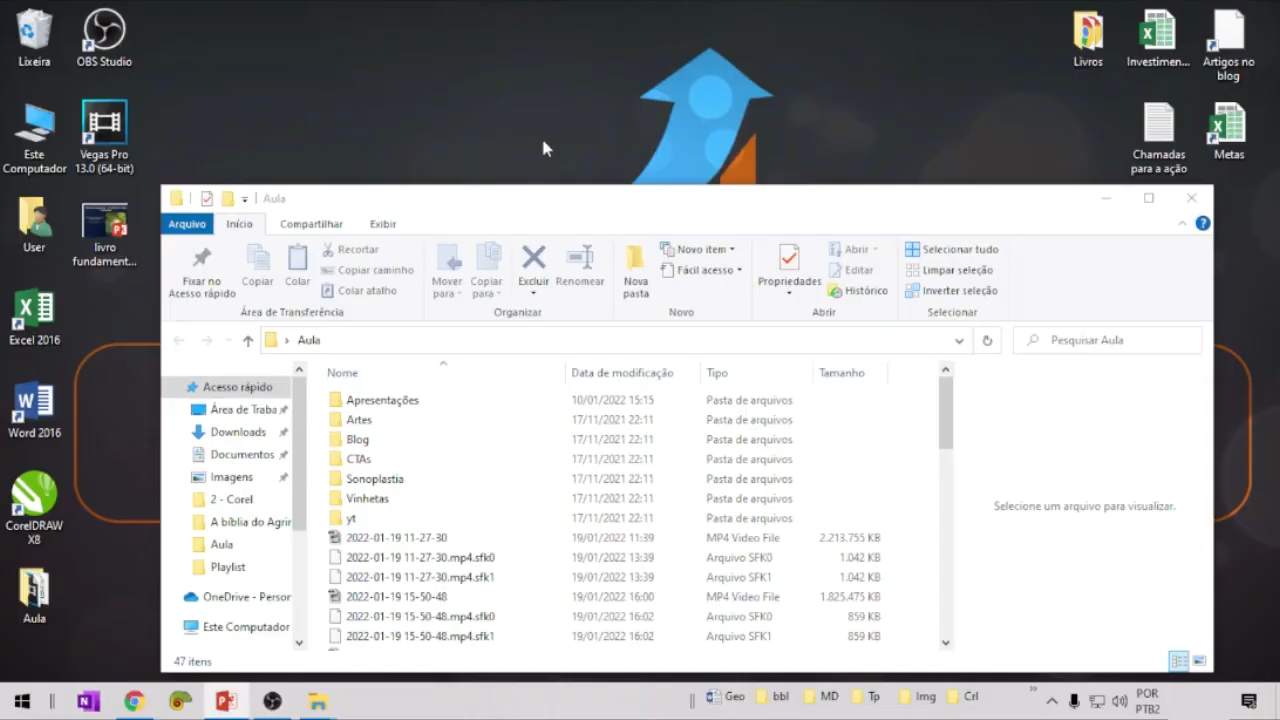 Lixeira
OBS Studio
Livros
Investimen...
Artigos no
blog
Este
Computador
Vegas Pro
13.0 (64-bit)
Chamadas
para a ação
Metas
User
livro
fundament...
Excel 2016
Word 2016
CorelDRAW
X8
Aula
Aula
Arquivo
Início
Compartilhar
Exibir
Fixar no
Acesso rápido
Copiar
Colar
Recortar
Copiar caminho
Colar atalho
Área de Transferência
Mover
para
Copiar
para
Excluir
Renomear
Organizar
Nova
pasta
Novo item
Fácil acesso
Novo
Propriedades
Abrir
Editar
Histórico
Abrir
Selecionar tudo
Limpar seleção
Inverter seleção
Selecionar
Aula
Pesquisar Aula
Acesso rápido
Área de Traba
Downloads
Documentos
Imagens
2 - Corel
A bíblia do Agrir
Aula
Playlist
OneDrive - Persor
Este Computador
Nome Data de modificação Tipo Tamanho
Apresentações 10/01/2022 15:15 Pasta de arquivos
Artes 17/11/2021 22:11 Pasta de arquivos
Blog 17/11/2021 22:11 Pasta de arquivos
CTAs 17/11/2021 22:11 Pasta de arquivos
Sonoplastia 17/11/2021 22:11 Pasta de arquivos
Vinhetas 17/11/2021 22:11 Pasta de arquivos
yt 17/11/2021 22:11 Pasta de arquivos
2022-01-19 11-27-30 19/01/2022 11:39 MP4 Video File 2.213.755 KB
2022-01-19 11-27-30.mp4.sfk0 19/01/2022 13:39 Arquivo SFK0 1.042 KB
2022-01-19 11-27-30.mp4.sfk1 19/01/2022 13:39 Arquivo SFK1 1.042 KB
2022-01-19 15-50-48 19/01/2022 16:00 MP4 Video File 1.825.475 KB
2022-01-19 15-50-48.mp4.sfk0 19/01/2022 16:02 Arquivo SFK0 859 KB
2022-01-19 15-50-48.mp4.sfk1 19/01/2022 16:02 Arquivo SFK1 859 KB
Selecione um arquivo para visualizar.
47 itens
Geo
bbl
MD
Tp
Img
Crl
POR
PTB2